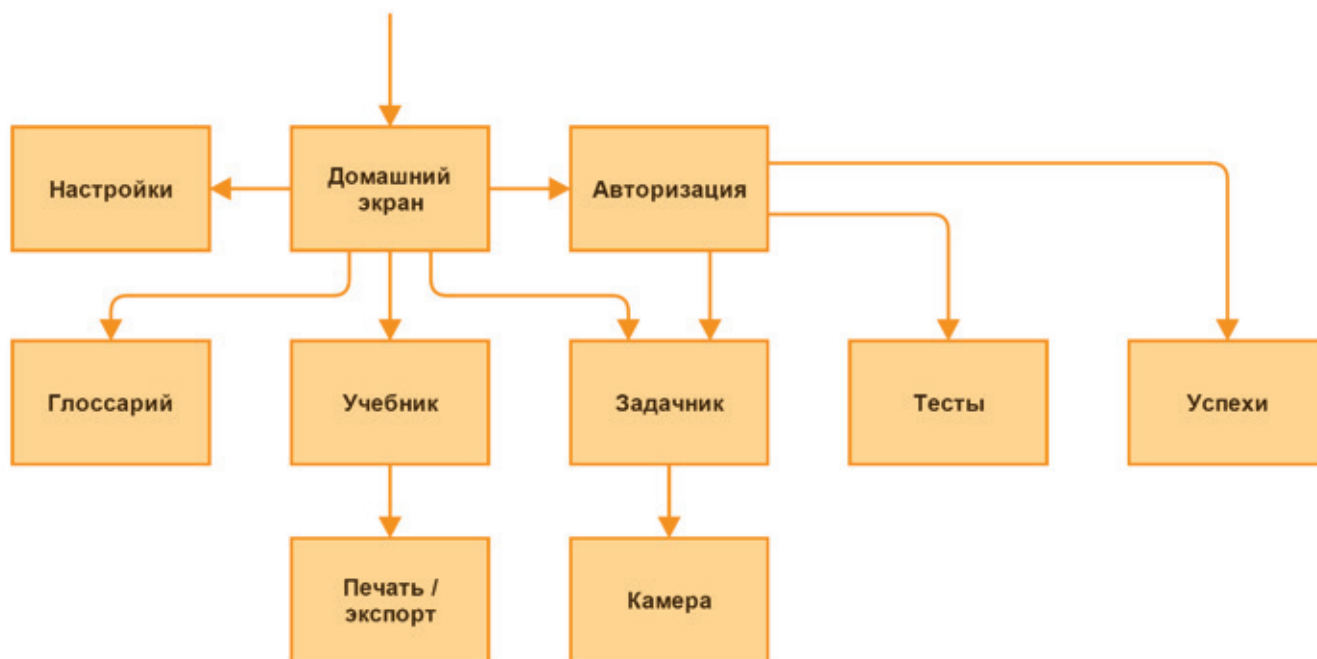 Настройки
Домашний
экран
Авторизация
Глоссарий
Учебник
Задачник
Тесты
Успехи
Печать /
экспорт
Камера